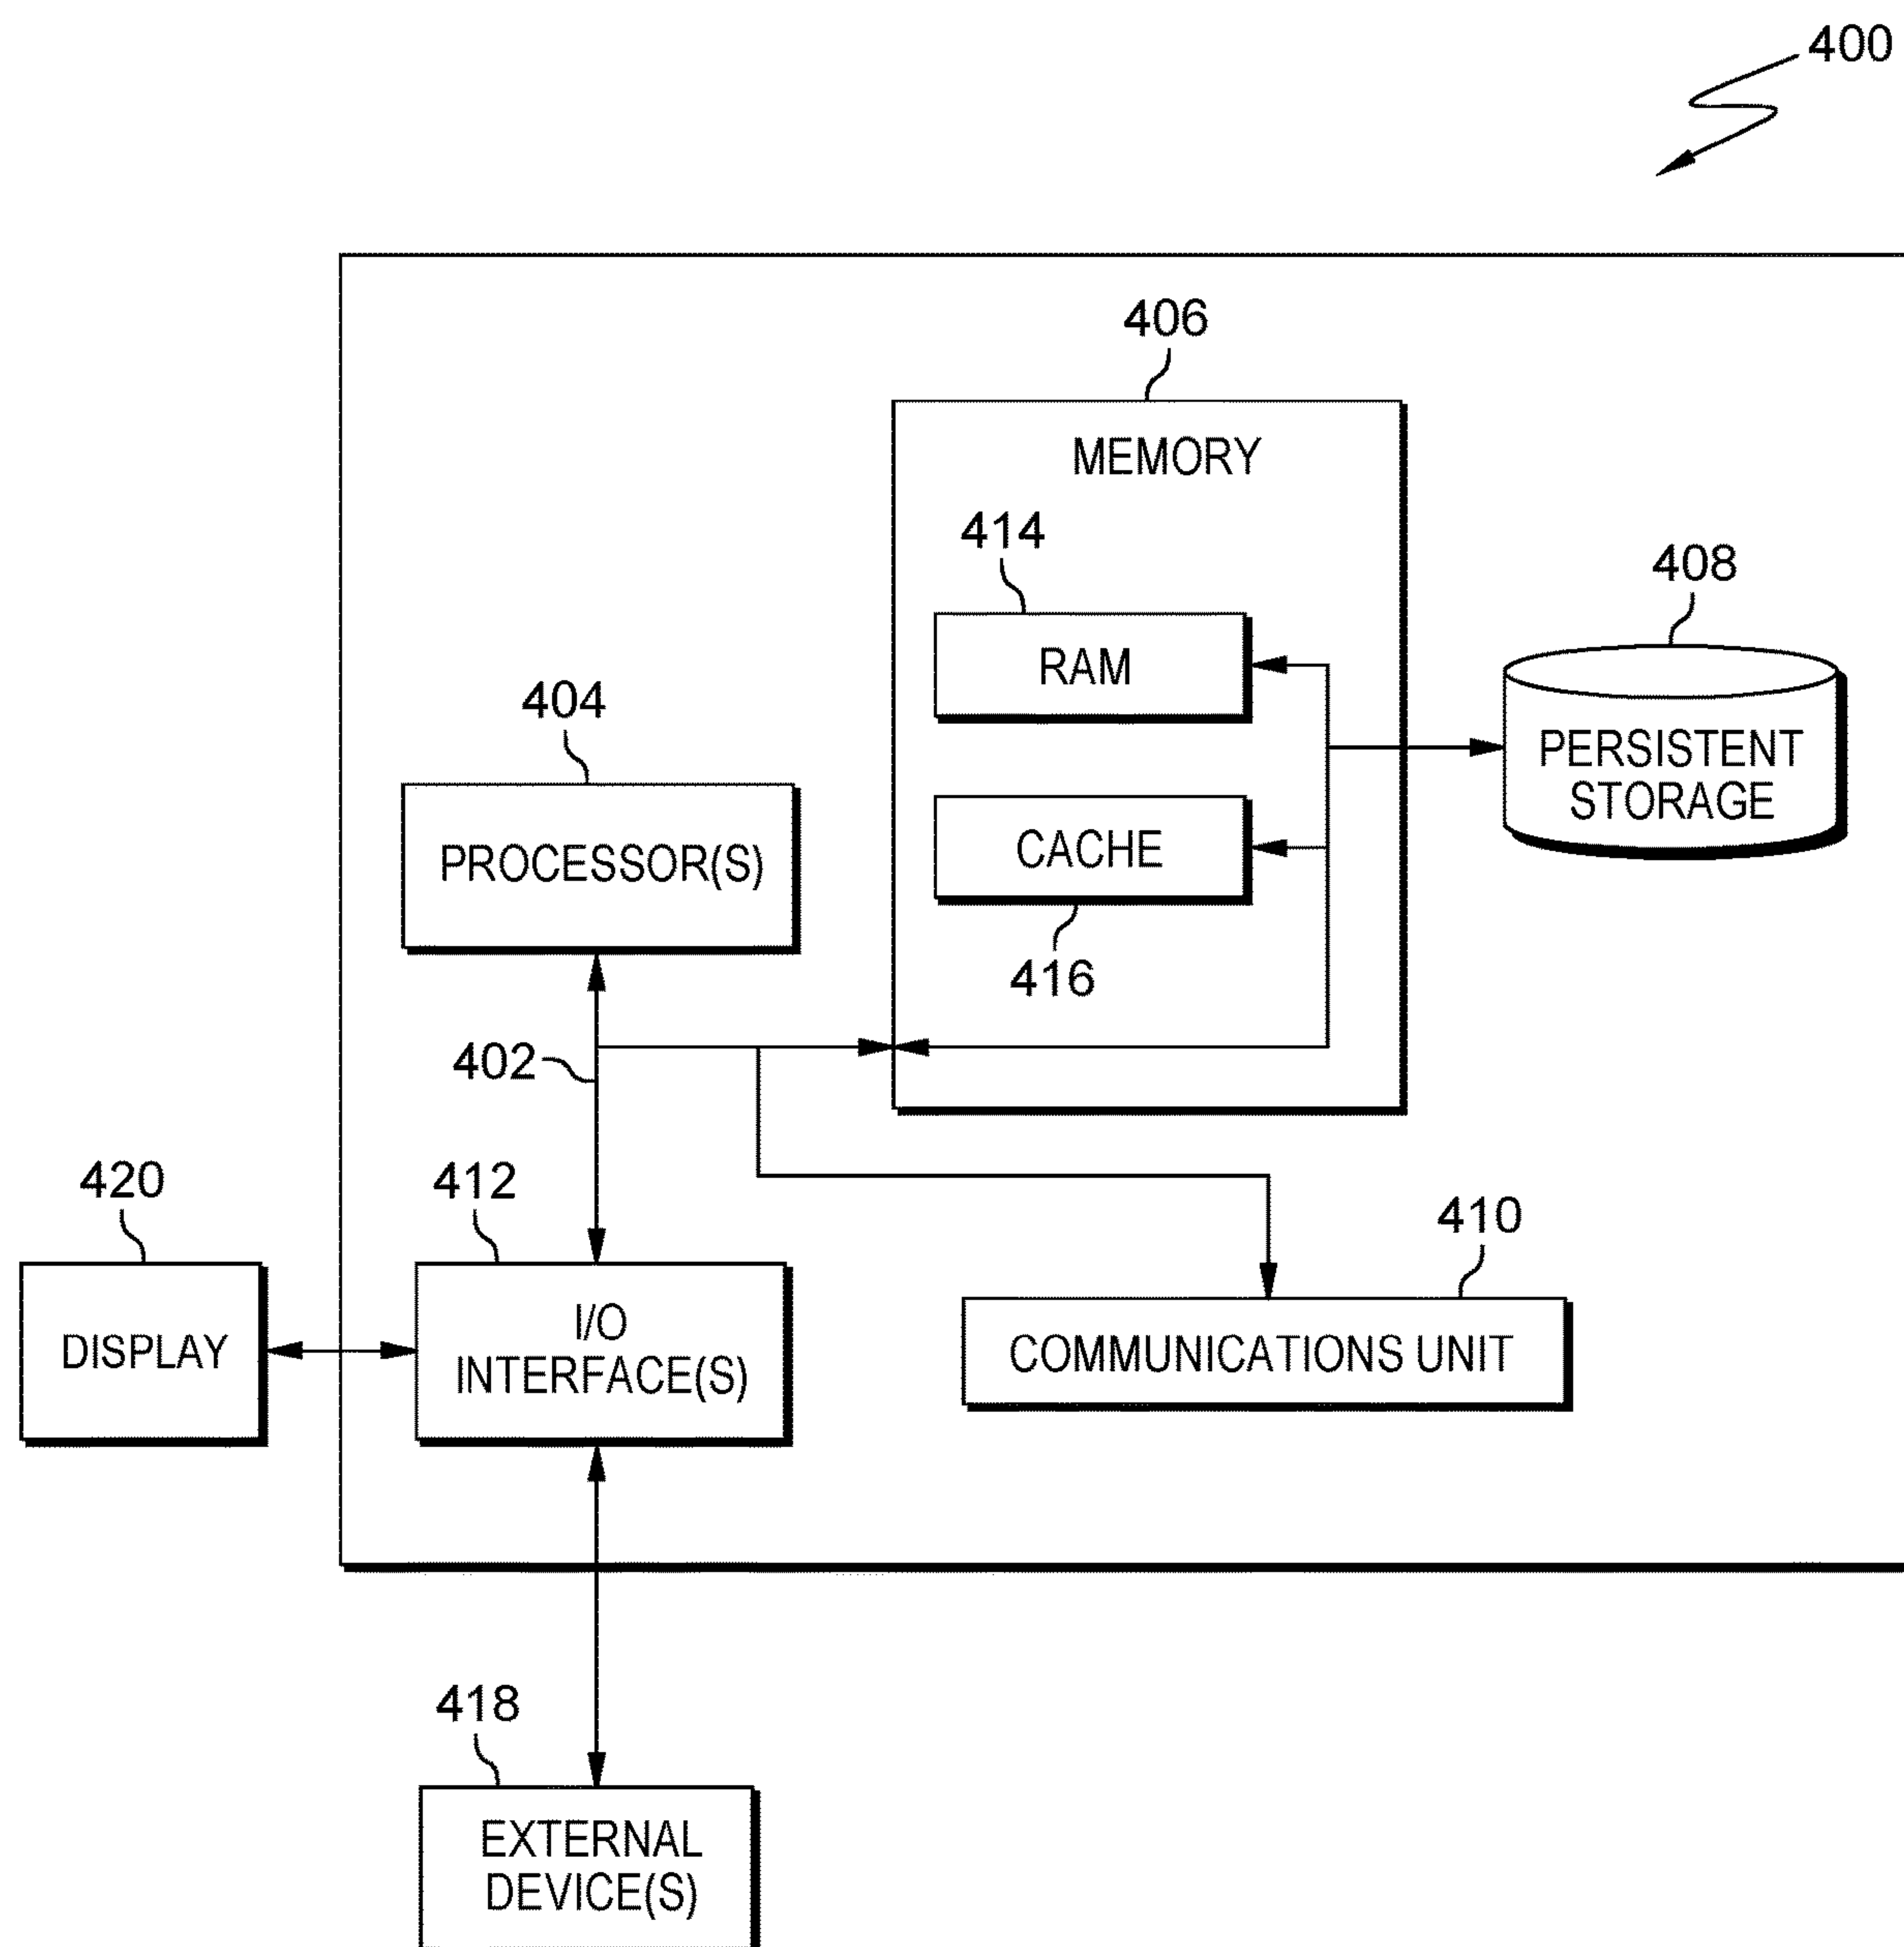 400
406
MEMORY
414
RAM
408
PERSISTENT
STORAGE
404
PROCESSOR(S)
CACHE
416
402
420
DISPLAY
412
I/O
INTERFACE(S)
410
COMMUNICATIONS UNIT
418
EXTERNAL
DEVICE(S)